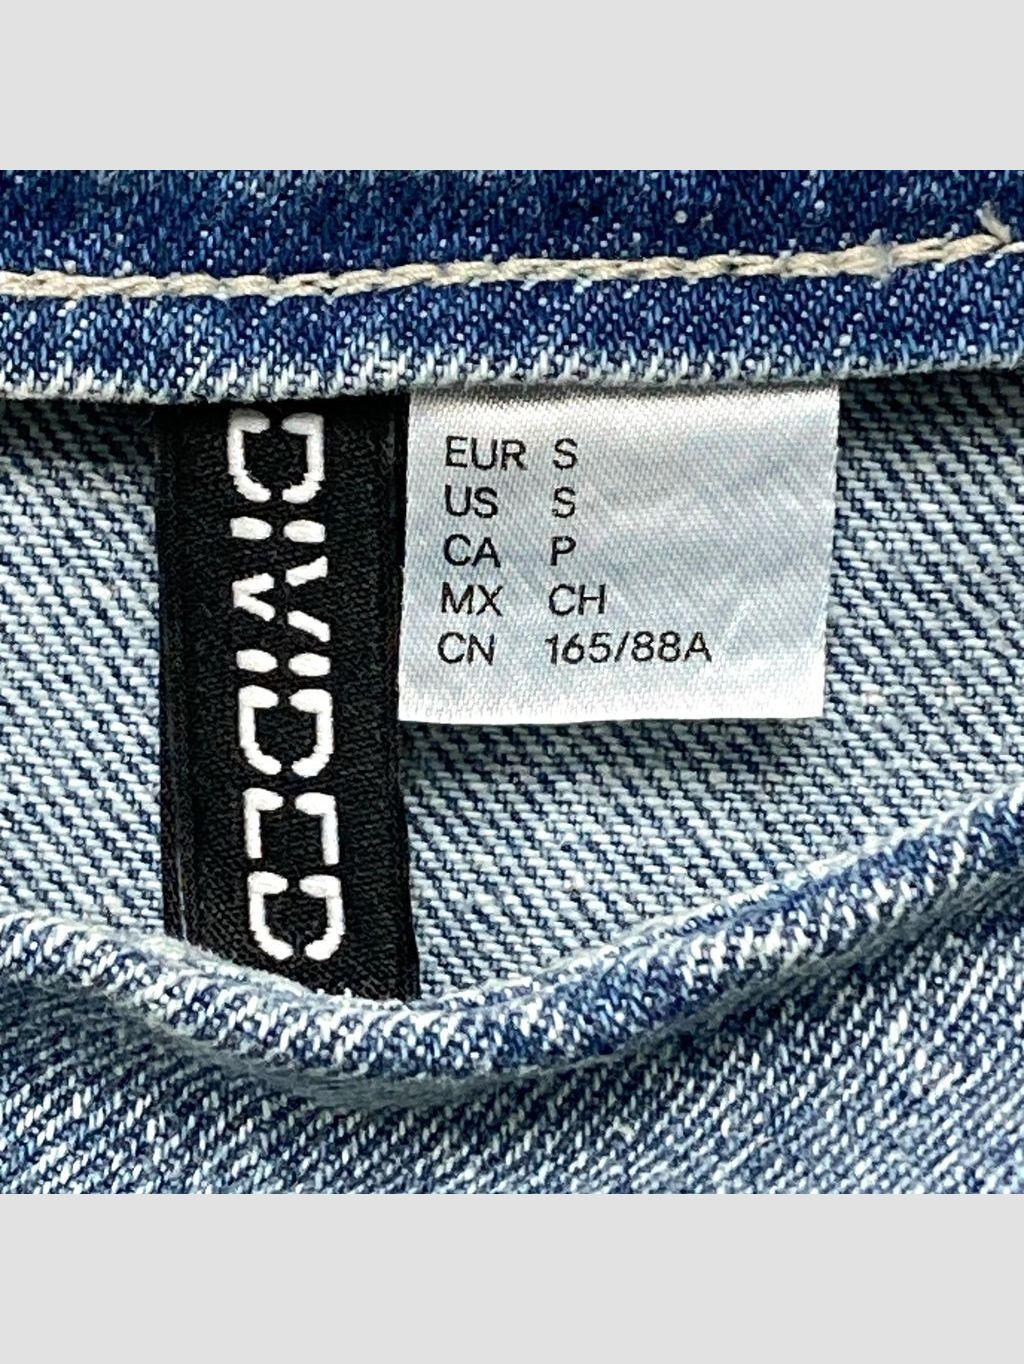 DIVIDED
EUR S
US S
CA P
MX CH
CN 165/88A